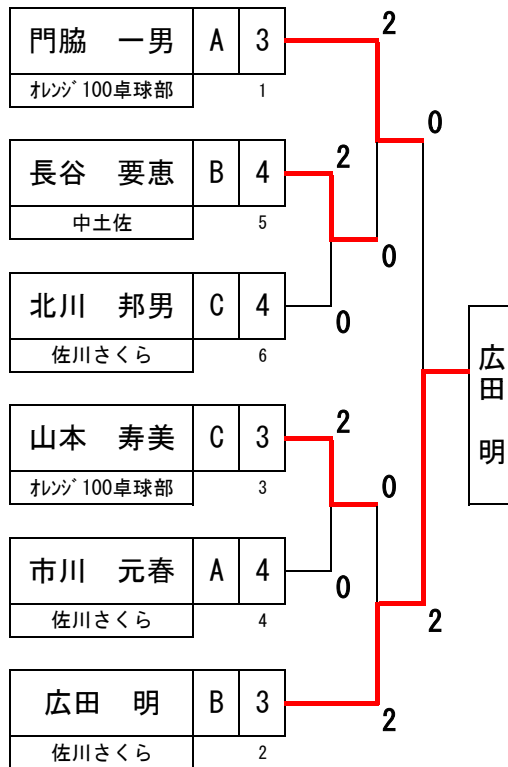 門脇　一男 A 3
オレンジ100卓球部 1
2
0
長谷　要恵 B 4
中土佐 5
2
0
北川　邦男 C 4
佐川さくら 6
0
広田　明
山本　寿美 C 3
オレンジ100卓球部 3
2
0
市川　元春 A 4
佐川さくら 4
0
2
広田　明 B 3
佐川さくら 2
2